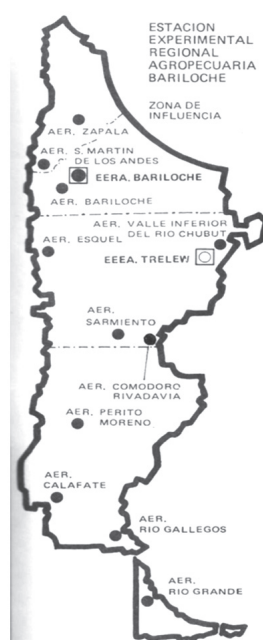 ESTACION
EXPERIMENTAL
REGIONAL
AGROPECUARIA
BARILOCHE
ZONA DE
INFLUENCIA
AER, ZAPALA
AER, S. MARTIN
DE LOS ANDES
EERA, BARILOCHE
AER, BARILOCHE
AER, VALLE INFERIOR
DEL RIO CHUBUT
AER, ESQUEL
EEEA, TRELEW
AER,
SARMIENTO
AER, COMODORO
RIVADAVIA
AER, PERITO
MORENO
AER,
CALAFATE
AER,
RIO GALLEGOS
AER,
RIO GRANDE